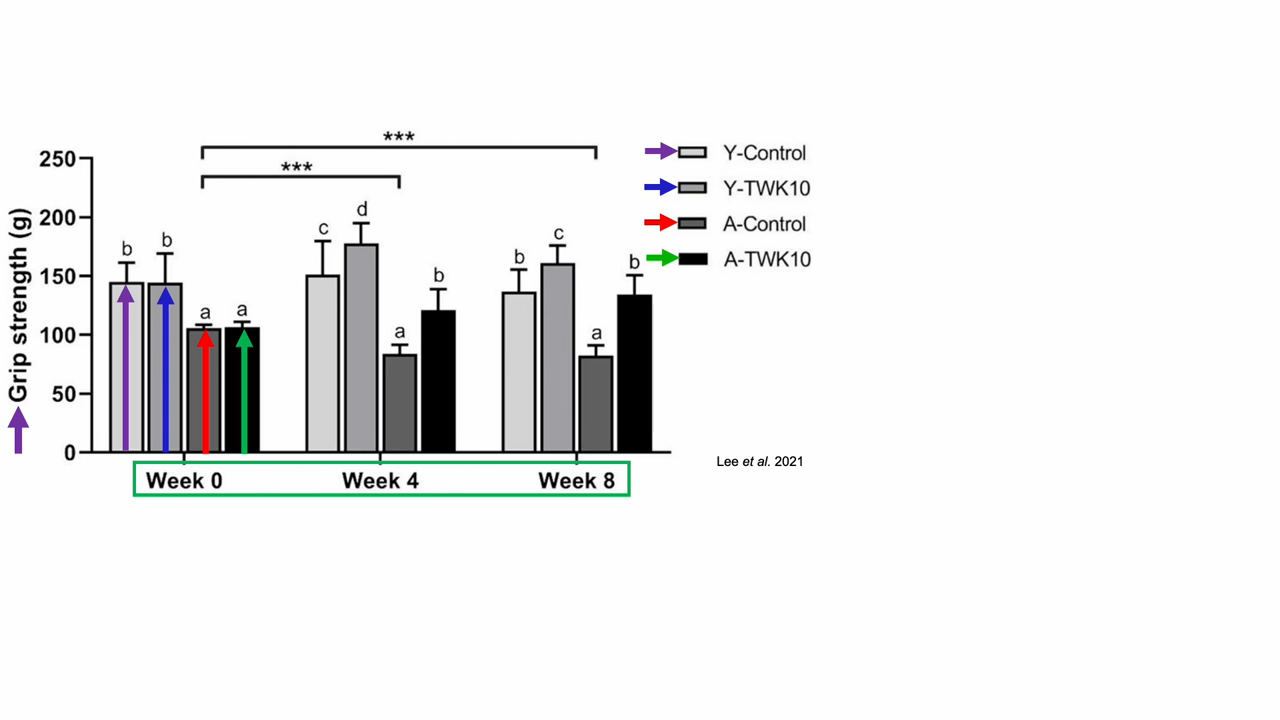 ***
***
250
200
150
100
50
0
Grip strength (g)
b b a a
c d a b
b c a b
Week 0 Week 4 Week 8
Y-Control
Y-TWK10
A-Control
A-TWK10
Lee et al. 2021